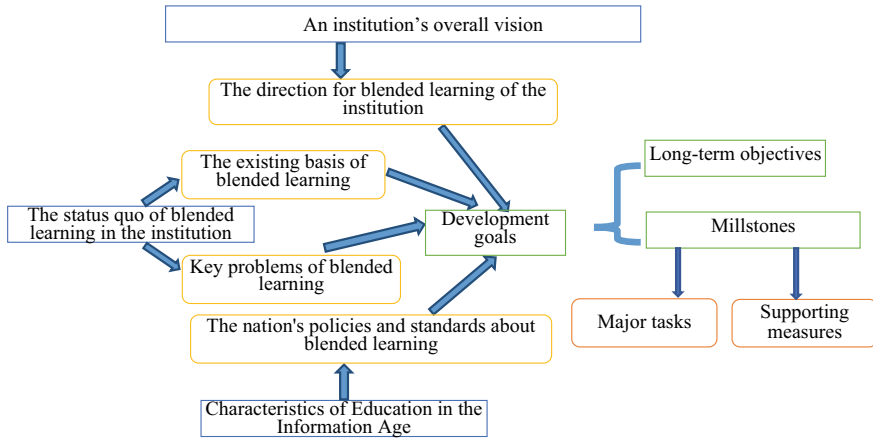 An institution's overall vision
The direction for blended learning of the
institution
The existing basis of
blended learning
Long-term objectives
The status quo of blended
learning in the institution
Development
goals
Millstones
Key problems of blended
learning
The nation's policies and standards about
blended learning
Major tasks
Supporting
measures
Characteristics of Education in the
Information Age